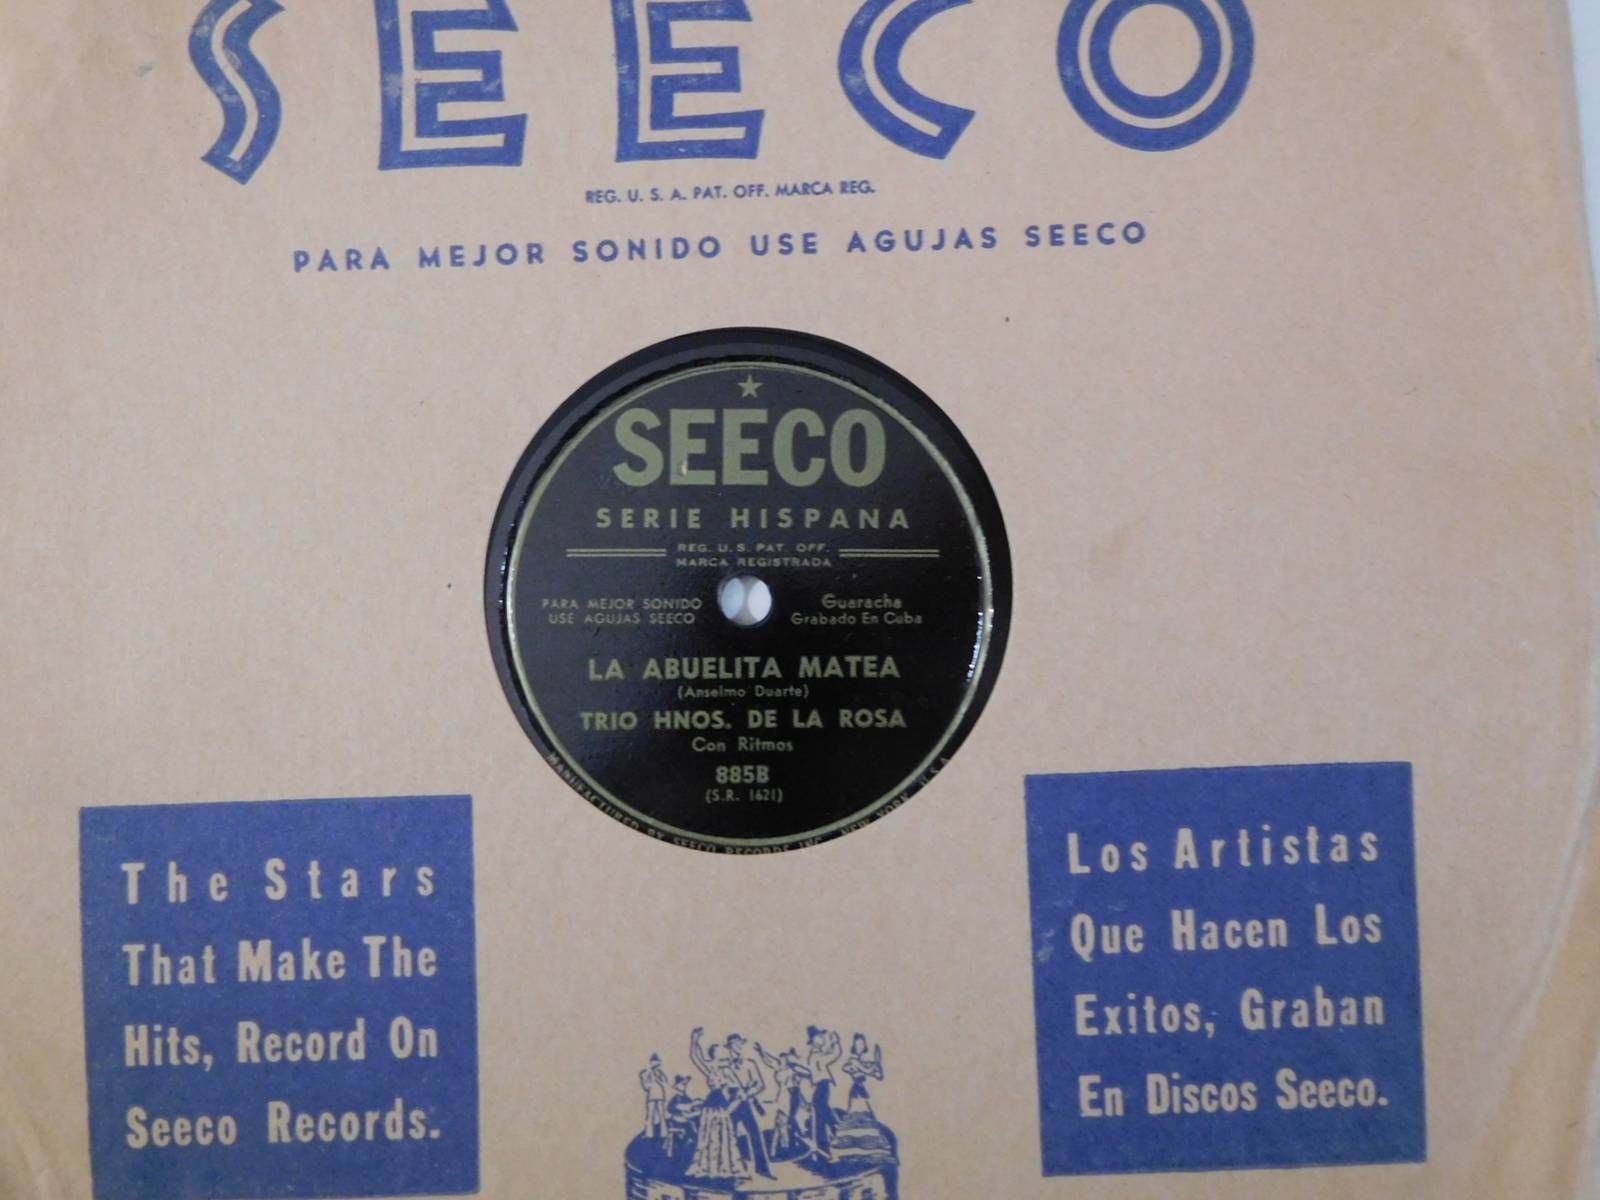 SEECO
REG. U. S. A. PAT. OFF. MARCA REG.
PARA MEJOR SONIDO USE AGUJAS SEECO
SEECO
SERIE HISPANA
REG. U. S. PAT. OFF.
MARCA REGISTRADA
PARA MEJOR SONIDO
USE AGUJAS SEECO
Guaracha
Grabado En Cuba
LA ABUELITA MATEA
(Anselmo Duarte)
TRIO HNOS. DE LA ROSA
Con Ritmos
885B
(S.R. 1621)
MANUFACTURED BY SEECO RECORDS INC., NEW YORK, U.S.A.
The Stars
That Make The
Hits, Record On
Seeco Records.
Los Artistas
Que Hacen Los
Exitos, Graban
En Discos Seeco.